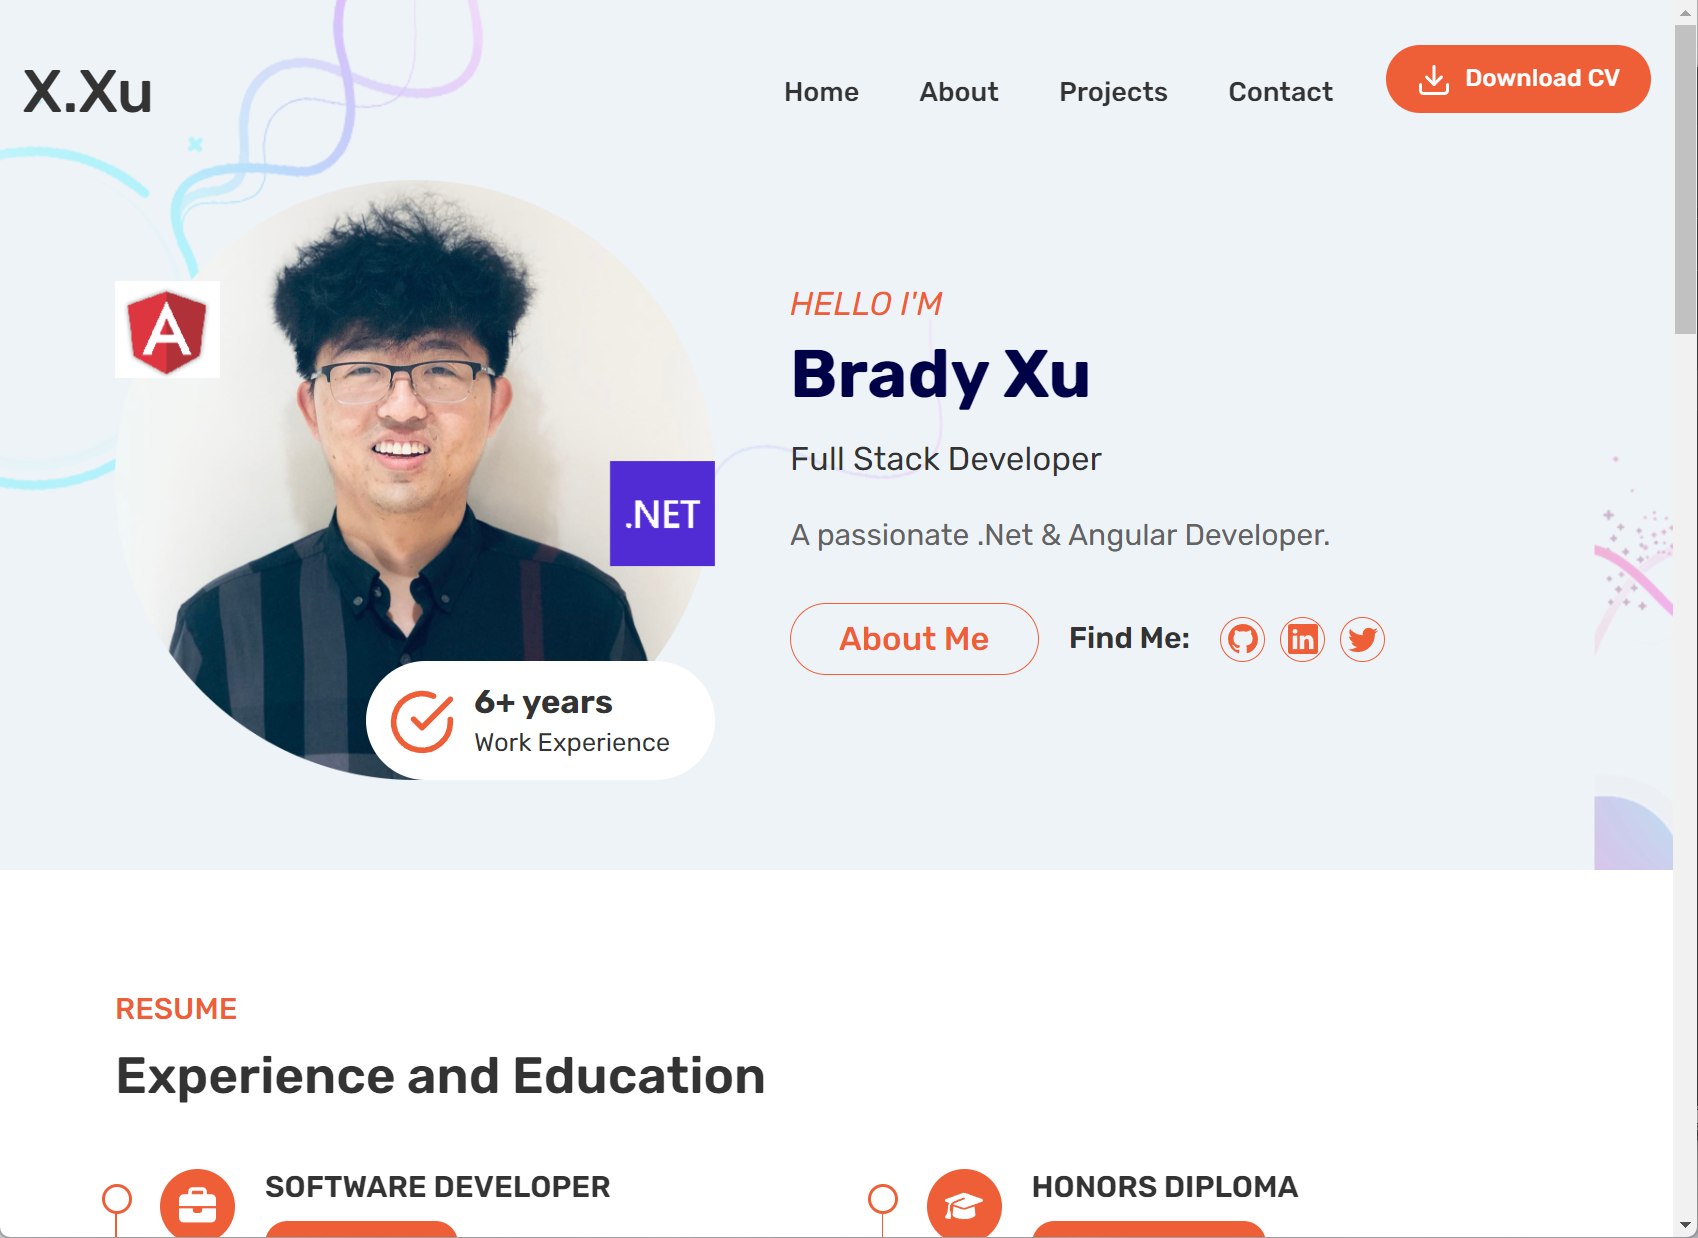 X.Xu
Home
About
Projects
Contact
Download CV
A
.NET
6+ years
Work Experience
HELLO I'M
Brady Xu
Full Stack Developer
A passionate .Net & Angular Developer.
About Me
Find Me:
in
RESUME
Experience and Education
SOFTWARE DEVELOPER
HONORS DIPLOMA